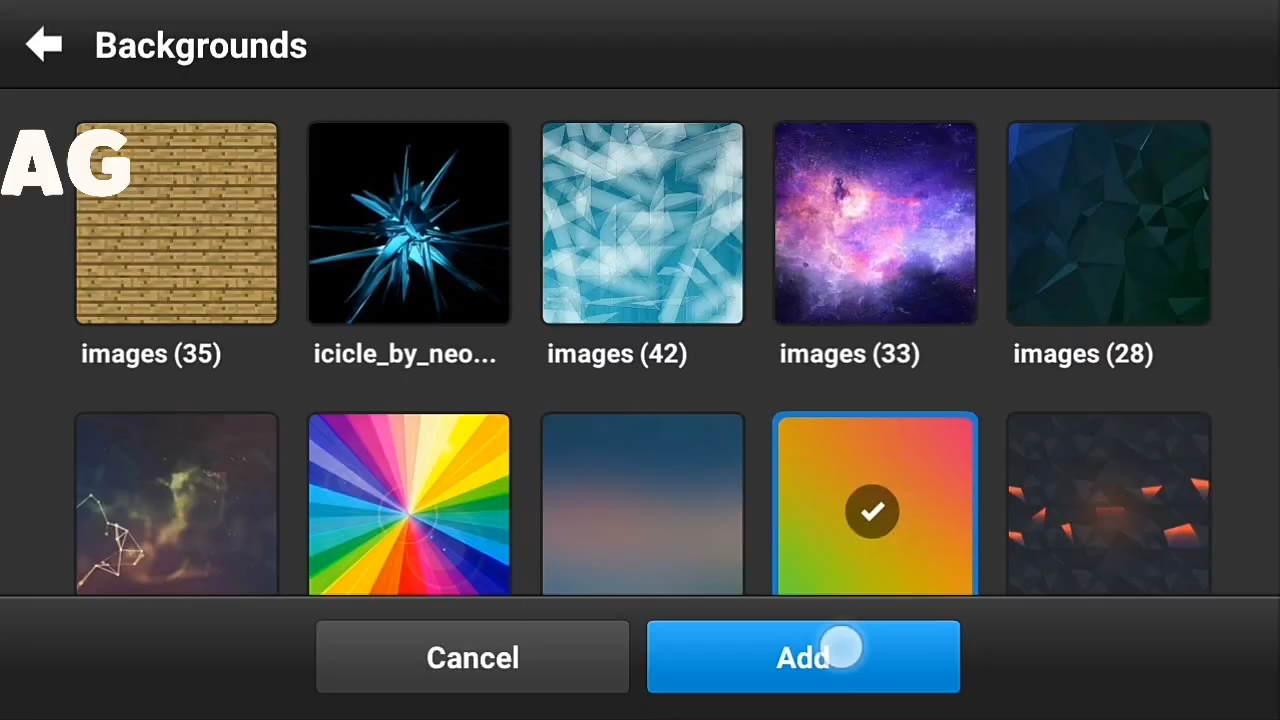 Backgrounds
AG
images (35)
icicle_by_neo...
images (42)
images (33)
images (28)
Cancel
Add